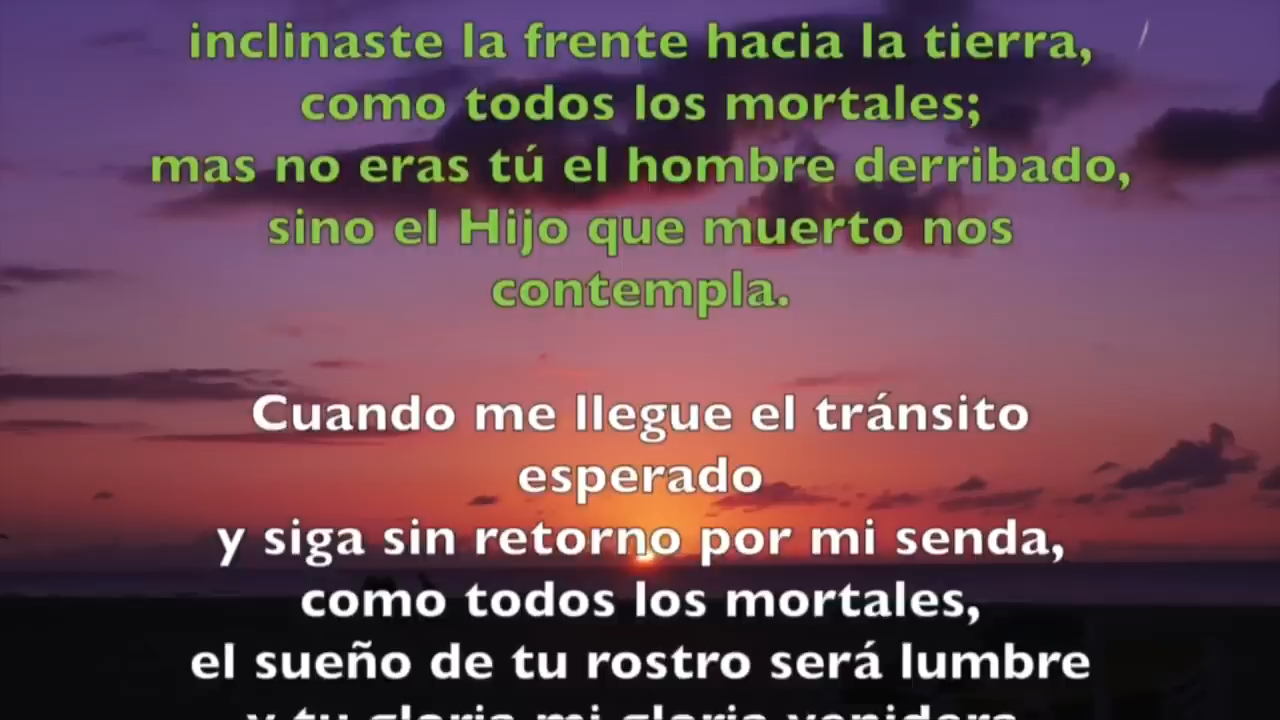 inclinaste la frente hacia la tierra,
como todos los mortales;
mas no eras tú el hombre derribado,
sino el Hijo que muerto nos
contempla.
Cuando me llegue el tránsito
esperado
y siga sin retorno por mi senda,
como todos los mortales,
el sueño de tu rostro será lumbre
y tu gloria mi gloria venidera.